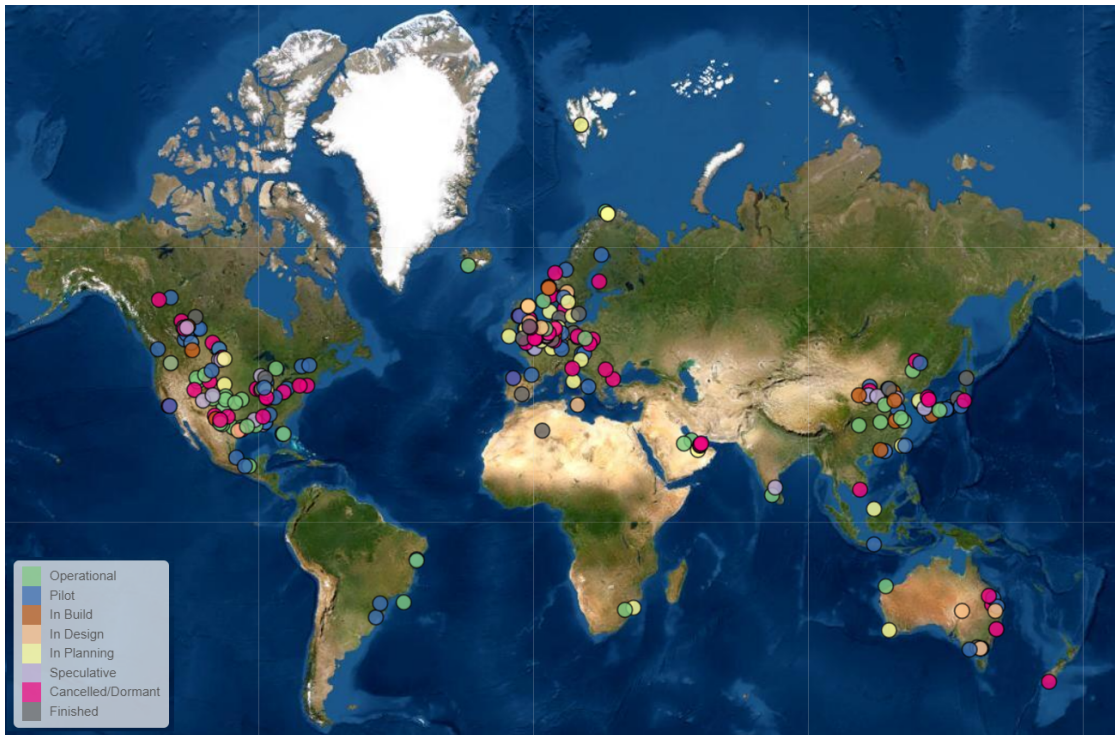 Operational
Pilot
In Build
In Design
In Planning
Speculative
Cancelled/Dormant
Finished